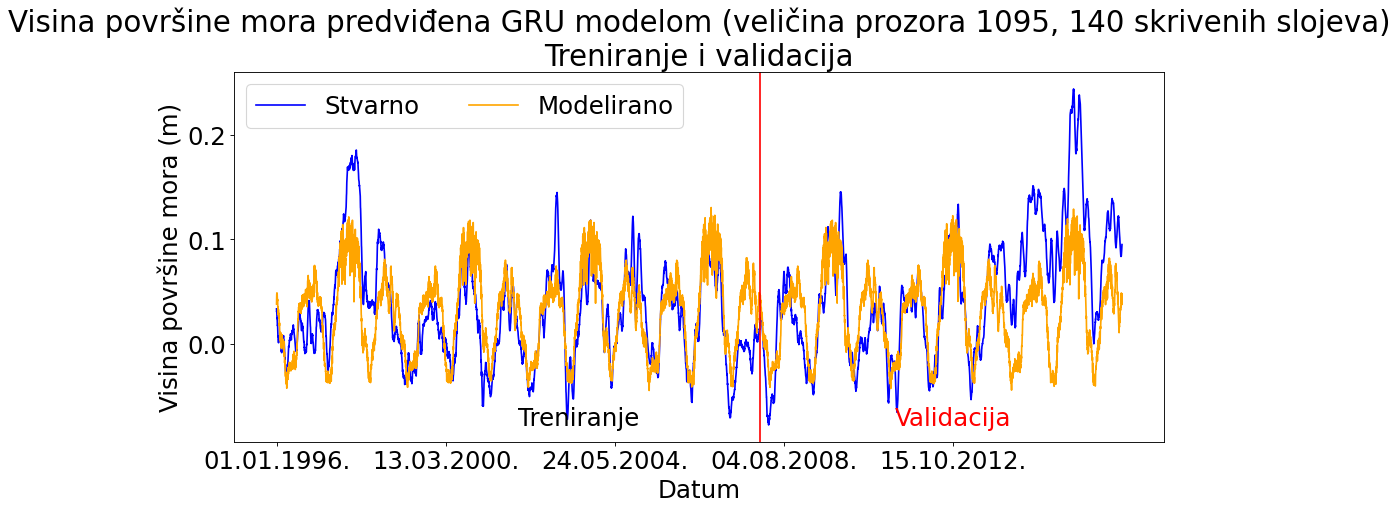 Visina površine mora predviđena GRU modelom (veličina prozora 1095, 140 skrivenih slojeva)
Treniranje i validacija
Stvarno
Modelirano
Visina površine mora (m)
0.2
0.1
0.0
Treniranje
Validacija
01.01.1996.
13.03.2000.
24.05.2004.
04.08.2008.
15.10.2012.
Datum